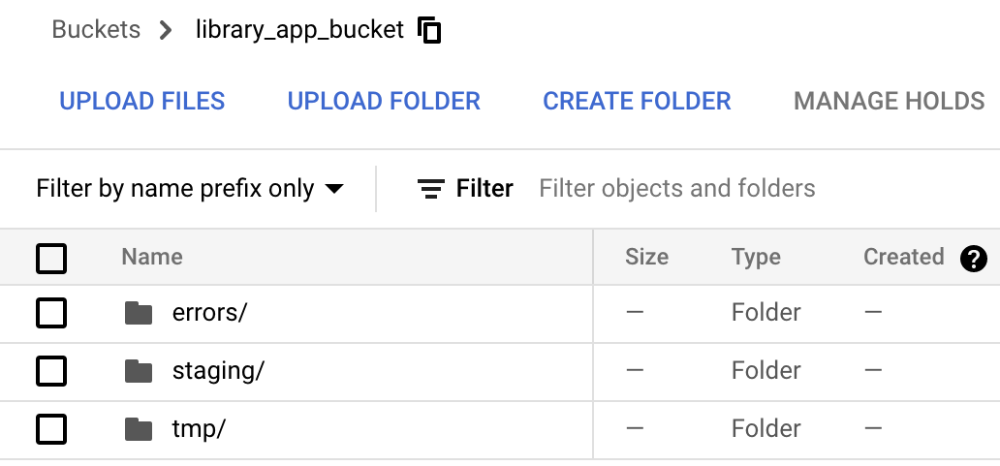 Buckets > library_app_bucket
UPLOAD FILES UPLOAD FOLDER CREATE FOLDER MANAGE HOLDS
Filter by name prefix only Filter Filter objects and folders
Name Size Type Created ?
errors/ — Folder —
staging/ — Folder —
tmp/ — Folder —